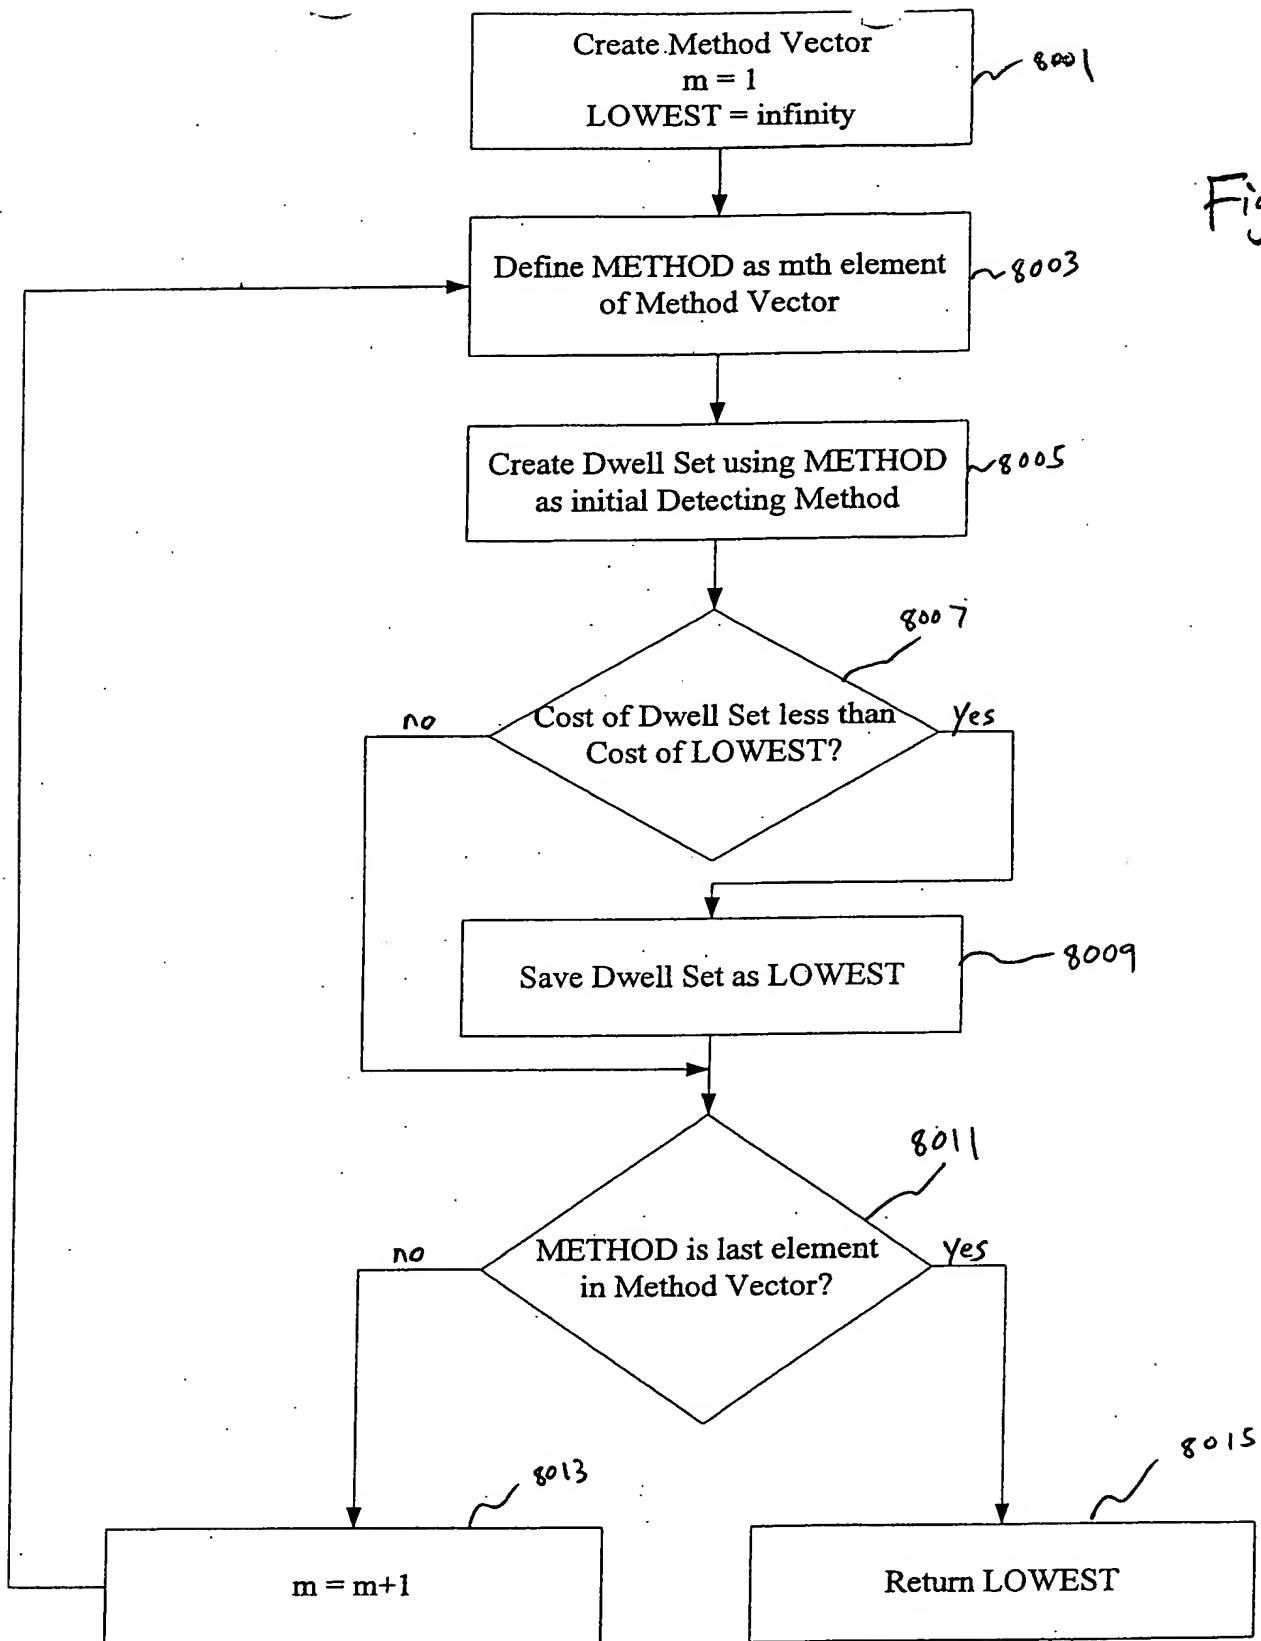 Create Method Vector
m = 1
LOWEST = infinity
8001
Define METHOD as mth element
of Method Vector
8003
Create Dwell Set using METHOD
as initial Detecting Method
8005
8007
no
Cost of Dwell Set less than
Cost of LOWEST?
Yes
Save Dwell Set as LOWEST
8009
8011
no
METHOD is last element
in Method Vector?
Yes
8013
m = m+1
8015
Return LOWEST